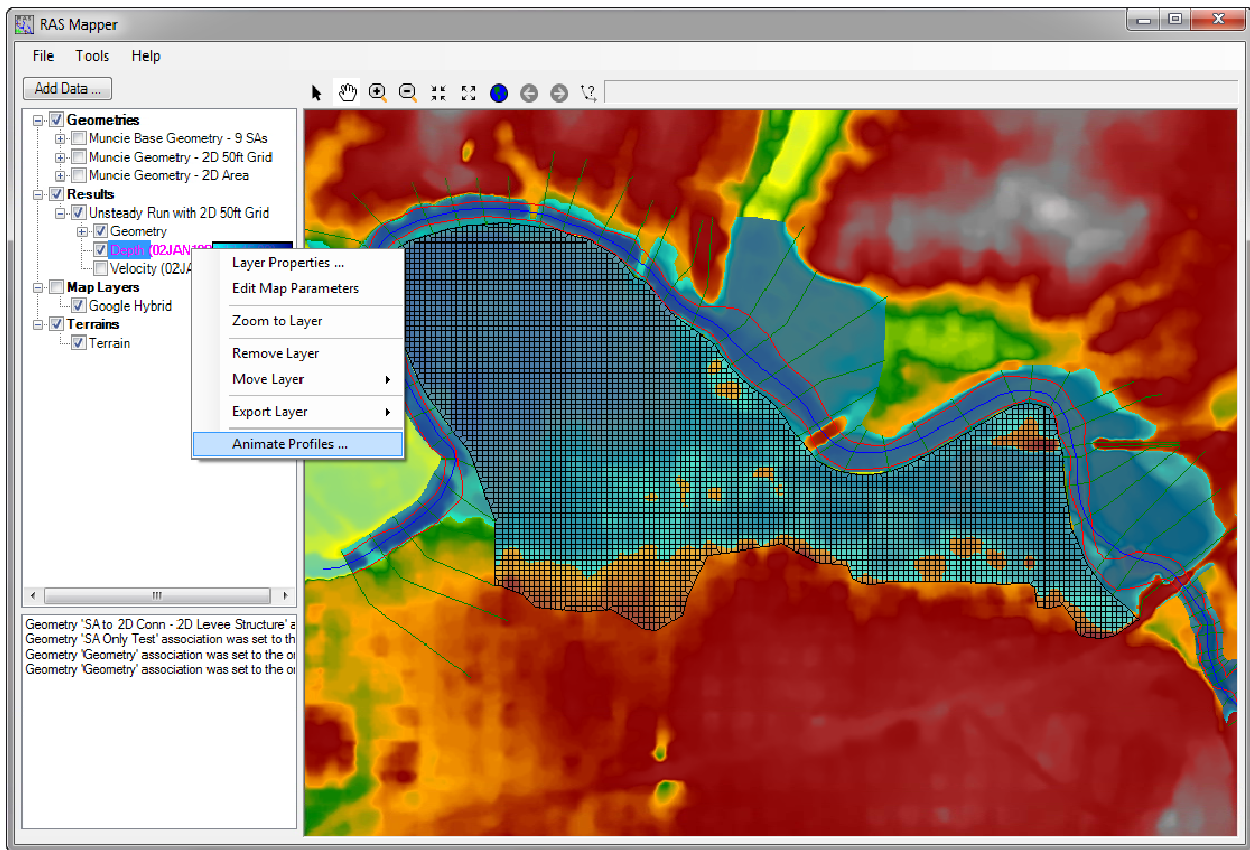 RAS Mapper
File Tools Help
Add Data ...
Geometries
Muncie Base Geometry - 9 SAs
Muncie Geometry - 2D 50ft Grid
Muncie Geometry - 2D Area
Results
Unsteady Run with 2D 50ft Grid
Geometry
Depth (02JAN19
Velocity (02JA
Map Layers
Google Hybrid
Terrains
Terrain
Layer Properties ...
Edit Map Parameters
Zoom to Layer
Remove Layer
Move Layer
Export Layer
Animate Profiles ...
Geometry 'SA to 2D Conn - :2D Levee Structure' a
Geometry 'SA Only Test' association was set to th
Geometry 'Geometry' association was set to the or
Geometry 'Geometry' association was set to the or